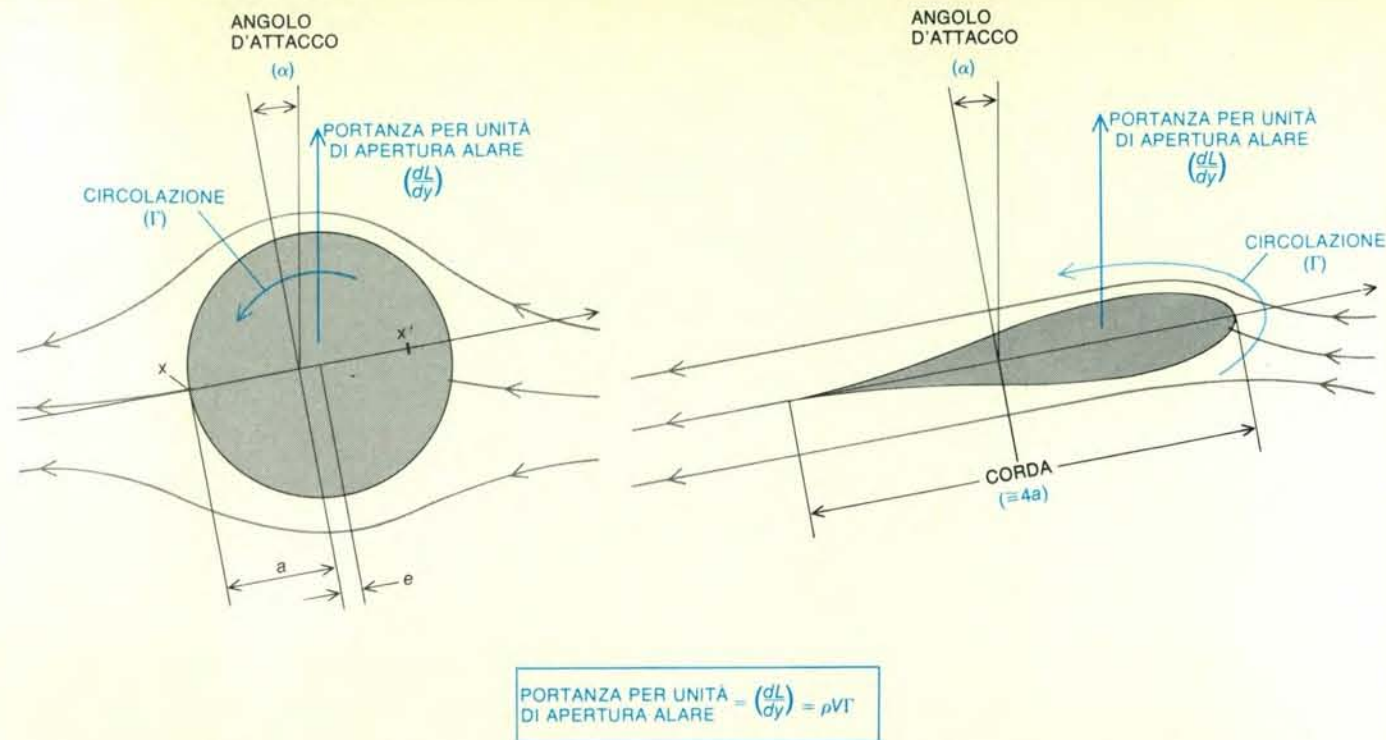 ANGOLO
D'ATTACCO
(α)
PORTANZA PER UNITÀ
DI APERTURA ALARE
(dL/dy)
CIRCOLAZIONE
(Γ)
x'
x
a
e
ANGOLO
D'ATTACCO
(α)
PORTANZA PER UNITÀ
DI APERTURA ALARE
(dL/dy)
CIRCOLAZIONE
(Γ)
CORDA
(≅4a)
PORTANZA PER UNITÀ
DI APERTURA ALARE = (dL/dy) = ρVΓ